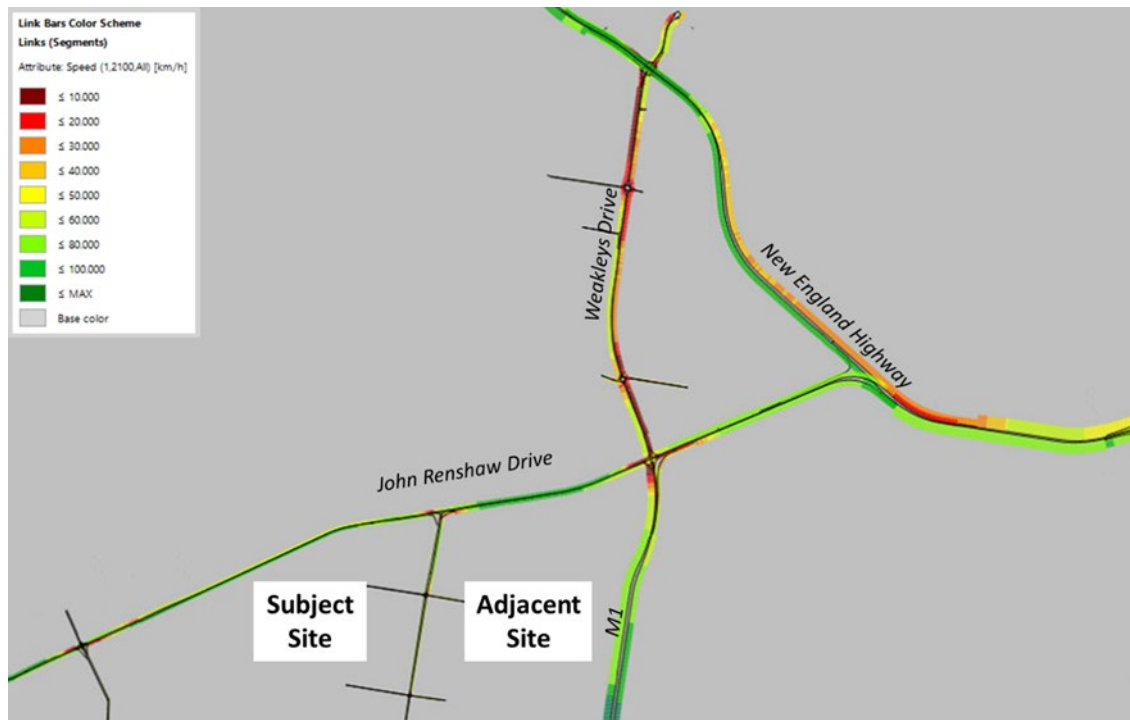 Link Bars Color Scheme
Links (Segments)
Attribute: Speed (1,2100,All) [km/h]
≤ 10.000
≤ 20.000
≤ 30.000
≤ 40.000
≤ 50.000
≤ 60.000
≤ 80.000
≤ 100.000
≤ MAX
Base color
Weakleys Drive
New England Highway
John Renshaw Drive
Subject
Site
Adjacent
Site
M1